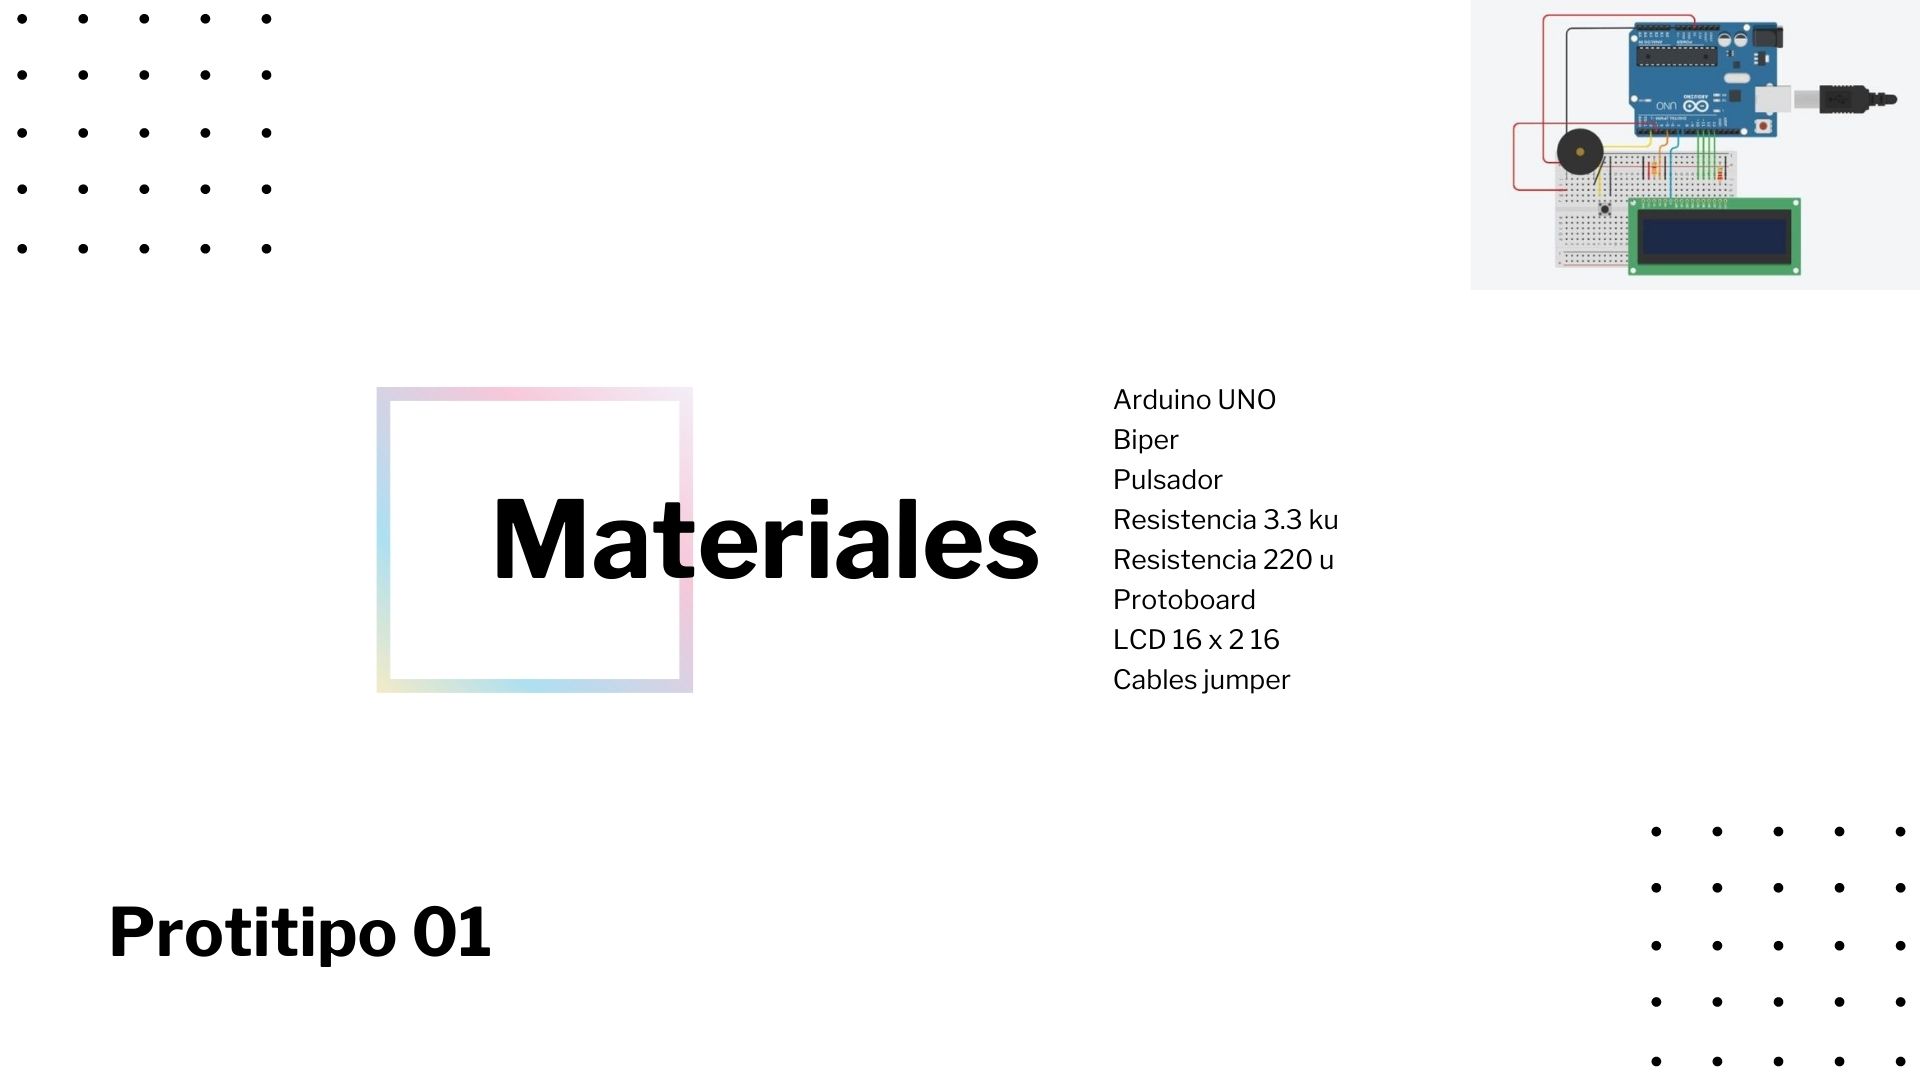 UNO
ARDUINO
Materiales
Arduino UNO
Biper
Pulsador
Resistencia 3.3 ku
Resistencia 220 u
Protoboard
LCD 16 x 2 16
Cables jumper
Protitipo 01